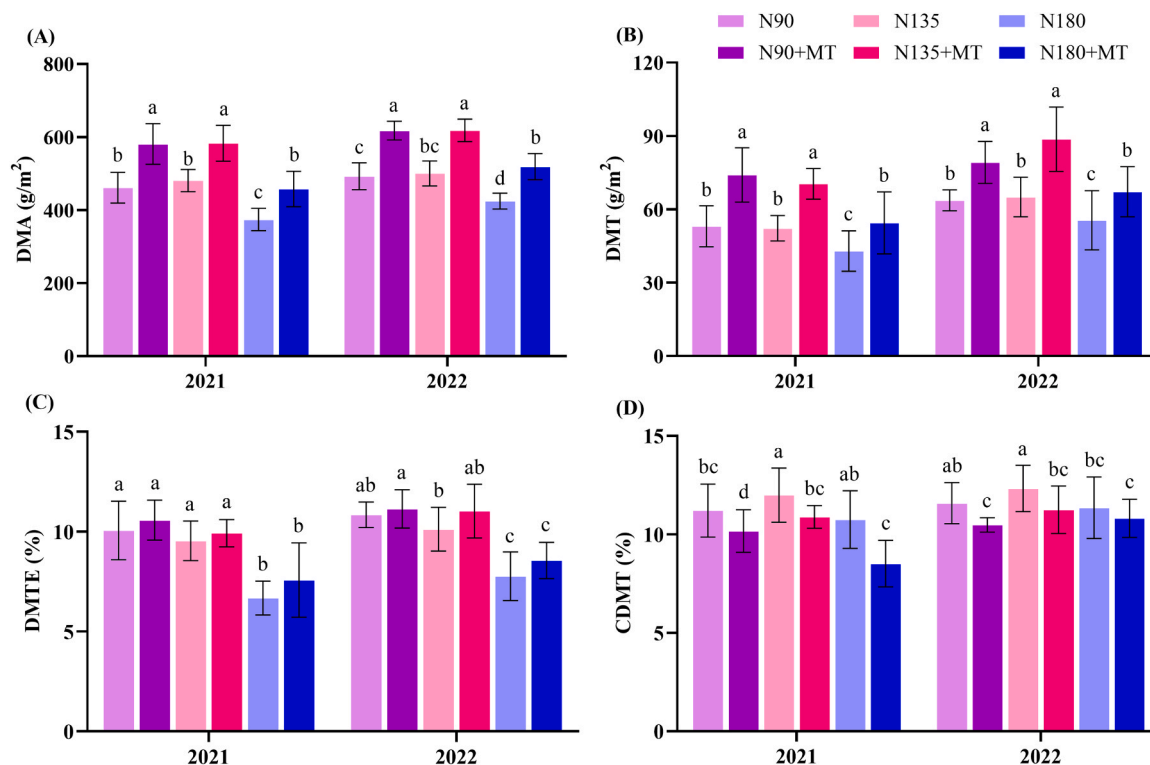 (A)
(B)
N90 N135 N180
N90+MT N135+MT N180+MT
DMA (g/m²)
800
600
400
200
0
b a b a c b
c a bc a d b
2021 2022
DMT (g/m²)
120
90
60
30
0
b a b a c b
b a b a c b
2021 2022
(C)
DMTE (%)
15
10
5
0
a a a a b b
ab a b ab c c
2021 2022
(D)
CDMT (%)
15
10
5
0
bc d a bc ab c
ab c a bc bc c
2021 2022